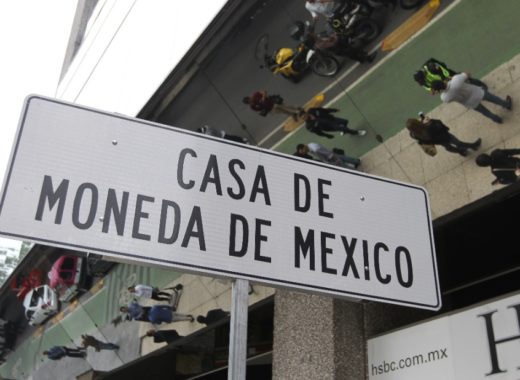 CASA DE
MONEDA DE MEXICO
hsbc.com.mx
H